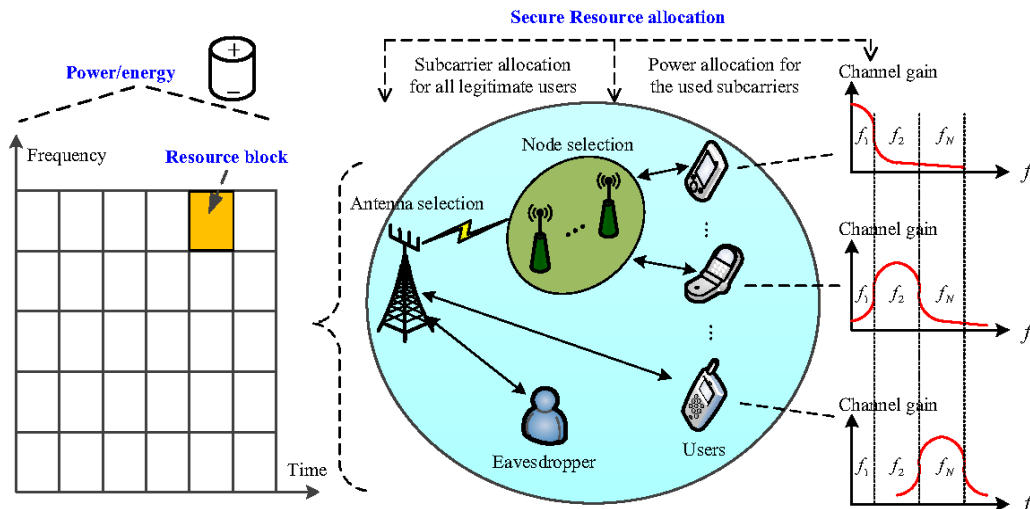 Secure Resource allocation
Power/energy
+
−
Subcarrier allocation
for all legitimate users
Power allocation for
the used subcarriers
Channel gain
f1 f2 fN
f
Frequency
Resource block
Node selection
Antenna selection
...
...
Channel gain
f1 f2 fN
f
...
Channel gain
f1 f2 fN
f
Eavesdropper
Users
Time